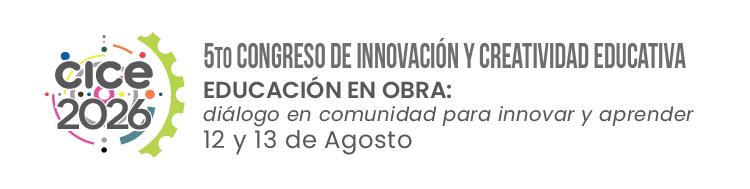 cice
2026
5TO CONGRESO DE INNOVACIÓN Y CREATIVIDAD EDUCATIVA
EDUCACIÓN EN OBRA:
diálogo en comunidad para innovar y aprender
12 y 13 de Agosto